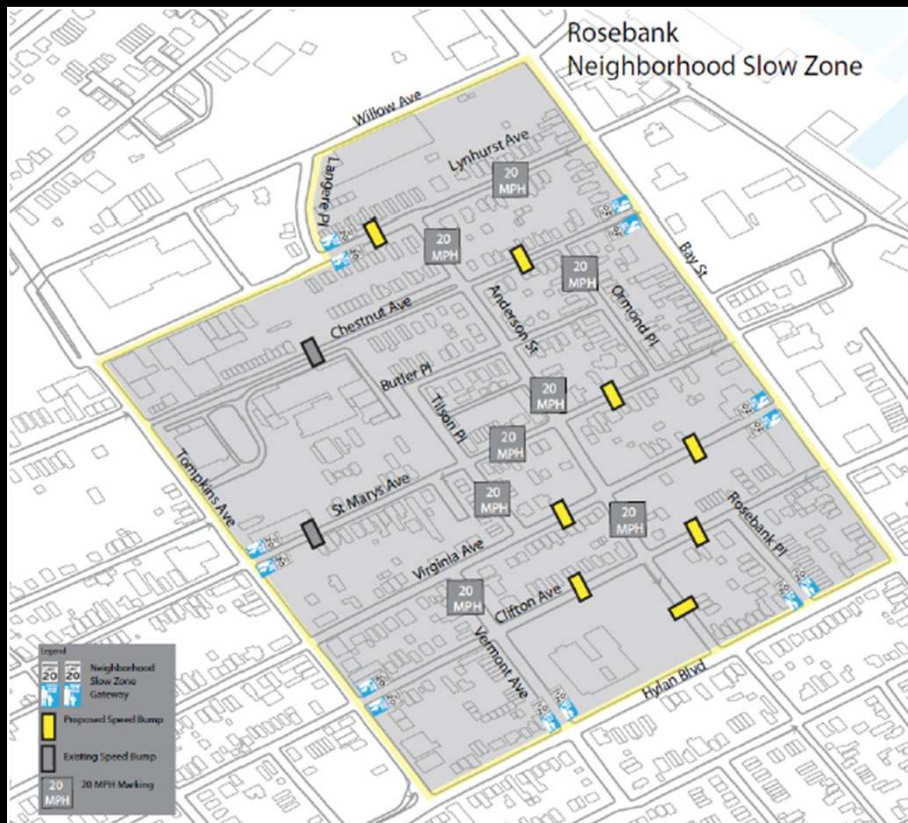 Rosebank
Neighborhood Slow Zone
Willow Ave
Lynhurst Ave
Langere Pl
20
MPH
20
MPH
20
MPH
Bay St
Chestnut Ave
Anderson St
Ormond Pl
Butler Pl
Tilson Pl
20
MPH
20
MPH
Tompkins Ave
St Marys Ave
20
MPH
20
MPH
Rosebank Pl
Virginia Ave
20
MPH
Clifton Ave
Vermont Ave
Hylan Blvd
Legend
20 20 Neighborhood
Slow Zone
Gateway
Proposed Speed Bump
Existing Speed Bump
20
MPH
20 MPH Marking